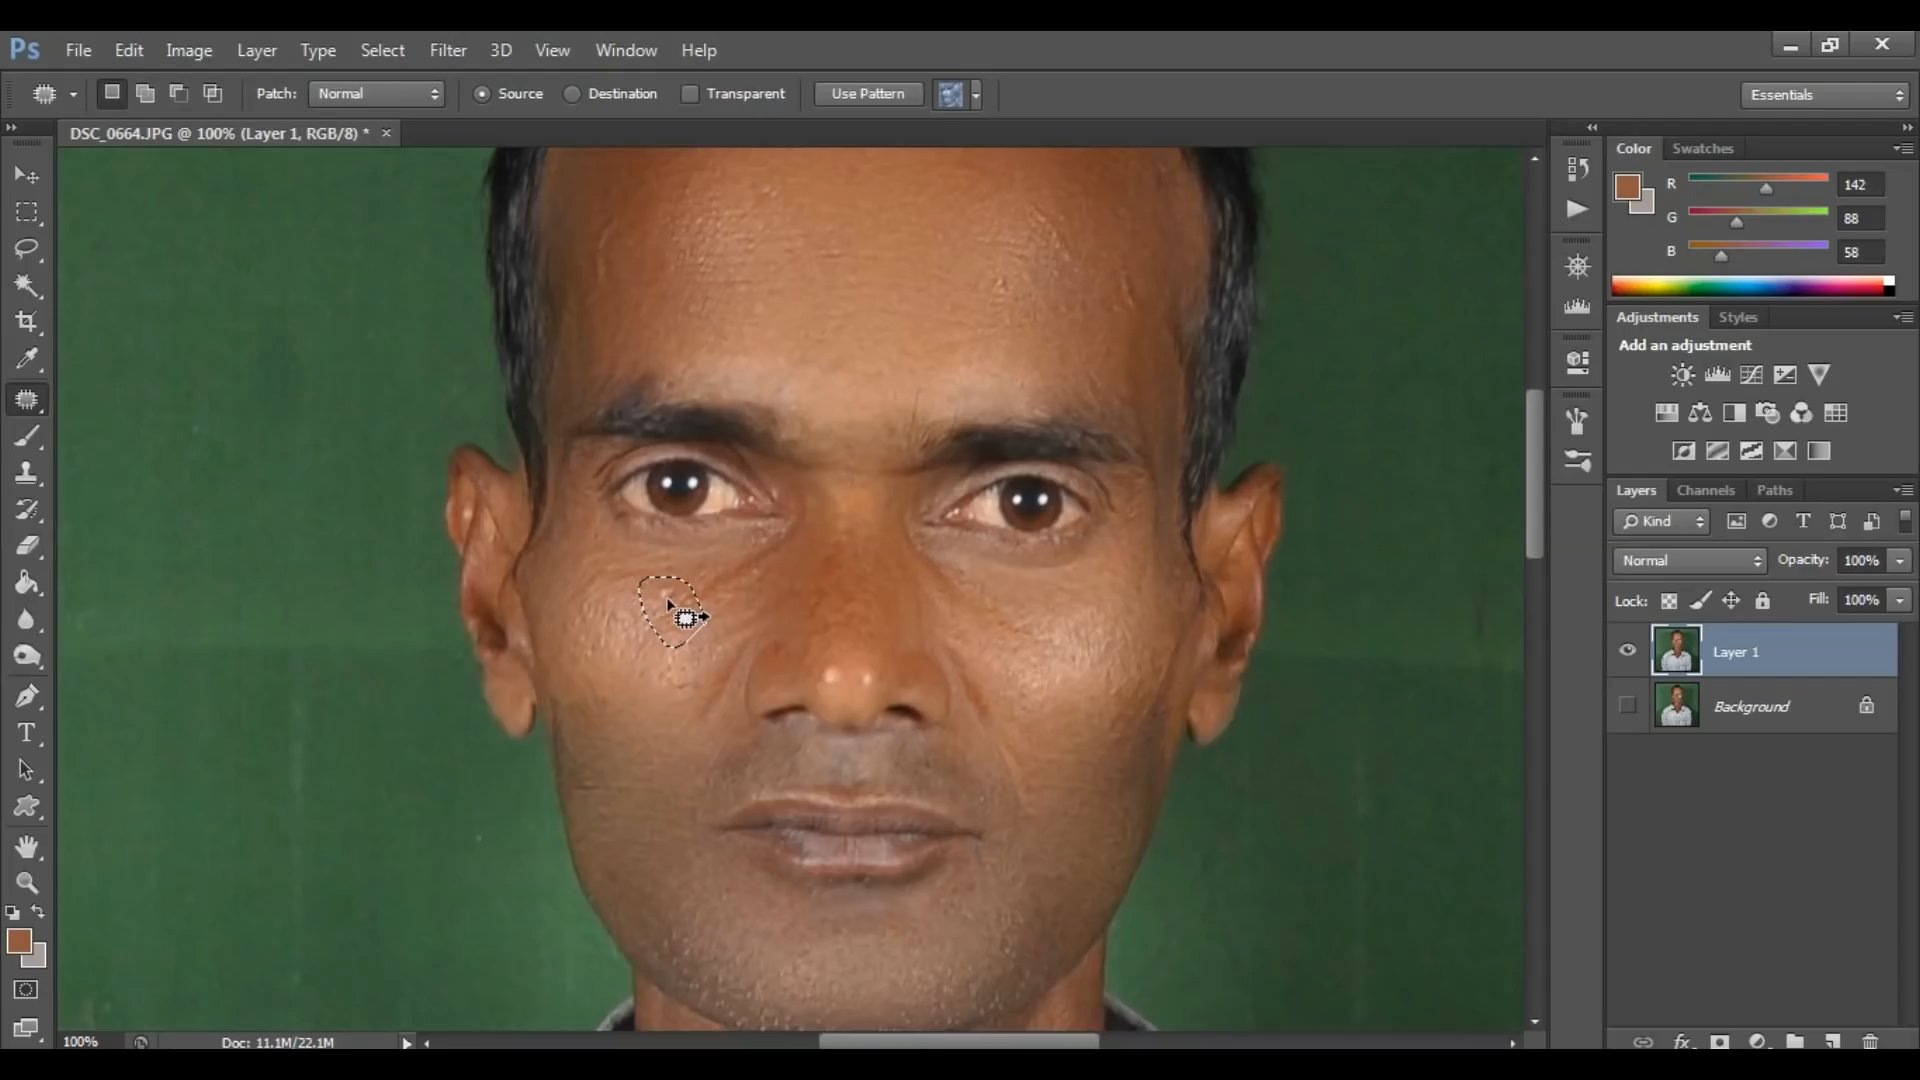 Ps File Edit Image Layer Type Select Filter 3D View Window Help
Patch: Normal Source Destination Transparent Use Pattern Essentials
DSC_0664.JPG @ 100% (Layer 1, RGB/8) * ×
Color Swatches
R 142
G 88
B 58
Adjustments Styles
Add an adjustment
Layers Channels Paths
Kind
Normal Opacity: 100%
Lock: Fill: 100%
Layer 1
Background
100% Doc: 11.1M/22.1M